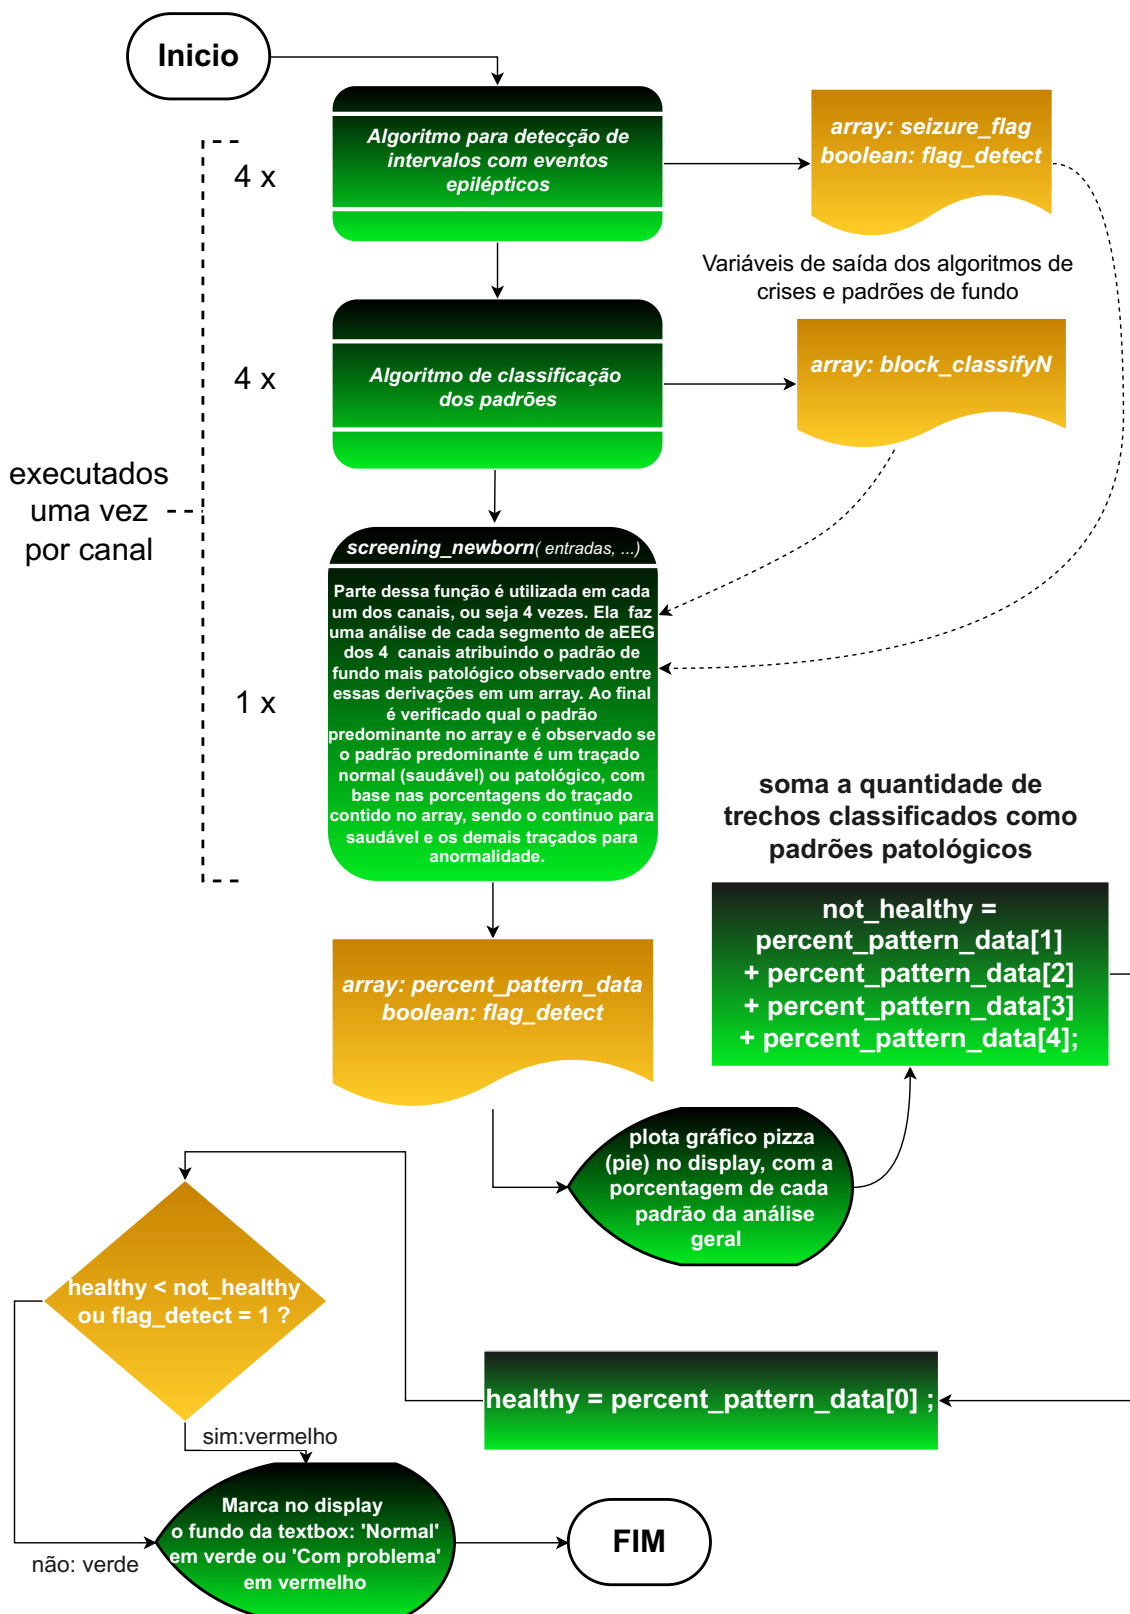 Inicio
Algoritmo para detecção de
intervalos com eventos
epilépticos
array: seizure_flag
boolean: flag_detect
4 x
Variáveis de saída dos algoritmos de
crises e padrões de fundo
Algoritmo de classificação
dos padrões
array: block_classifyN
4 x
executados
uma vez
por canal
screening_newborn( entradas, ...)
Parte dessa função é utilizada em cada
um dos canais, ou seja 4 vezes. Ela faz
uma análise de cada segmento de aEEG
dos 4 canais atribuindo o padrão de
fundo mais patológico observado entre
essas derivações em um array. Ao final
é verificado qual o padrão
predominante no array e é observado se
o padrão predominante é um traçado
normal (saudável) ou patológico, com
base nas porcentagens do traçado
contido no array, sendo o continuo para
saudável e os demais traçados para
anormalidade.
1 x
soma a quantidade de
trechos classificados como
padrões patológicos
not_healthy =
percent_pattern_data[1]
+ percent_pattern_data[2]
+ percent_pattern_data[3]
+ percent_pattern_data[4];
array: percent_pattern_data
boolean: flag_detect
plota gráfico pizza
(pie) no display, com a
porcentagem de cada
padrão da análise
geral
healthy < not_healthy
ou flag_detect = 1 ?
healthy = percent_pattern_data[0] ;
sim:vermelho
não: verde
Marca no display
o fundo da textbox: 'Normal'
em verde ou 'Com problema'
em vermelho
FIM